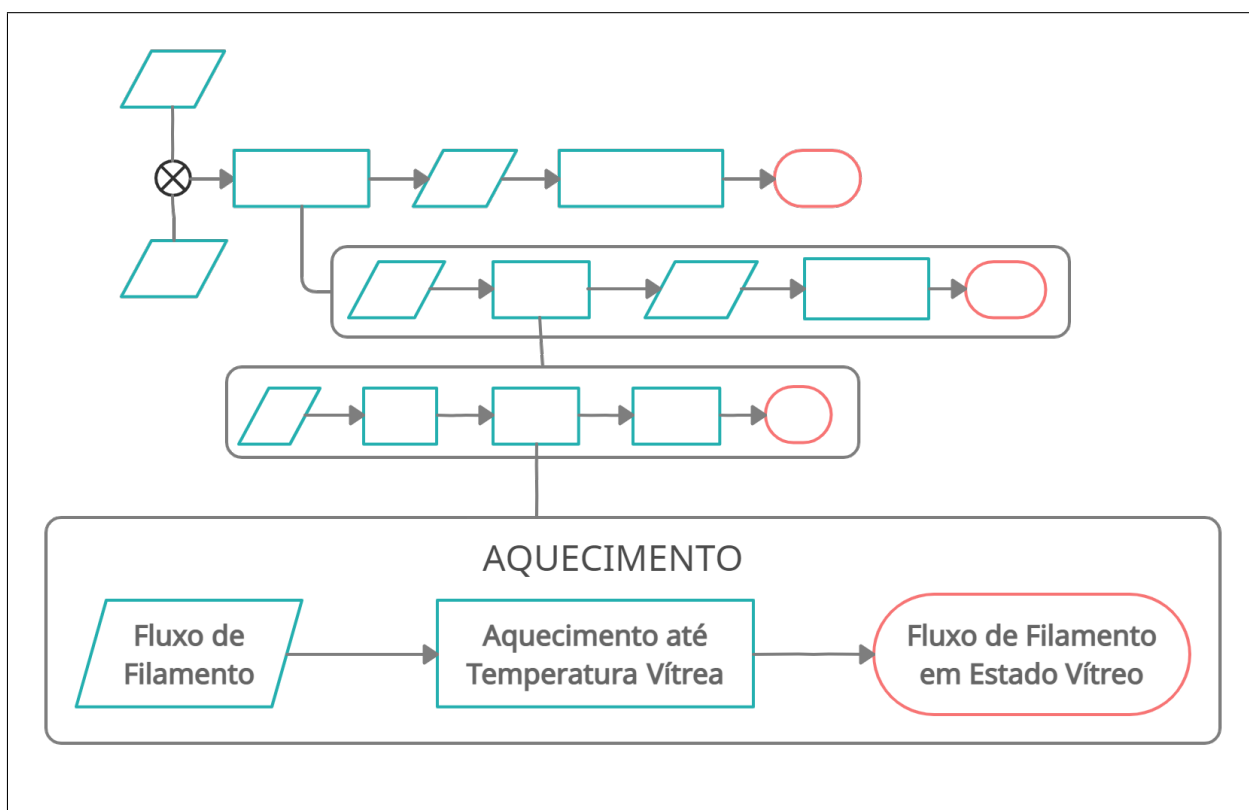 AQUECIMENTO
Fluxo de
Filamento
Aquecimento até
Temperatura Vítrea
Fluxo de Filamento
em Estado Vítreo